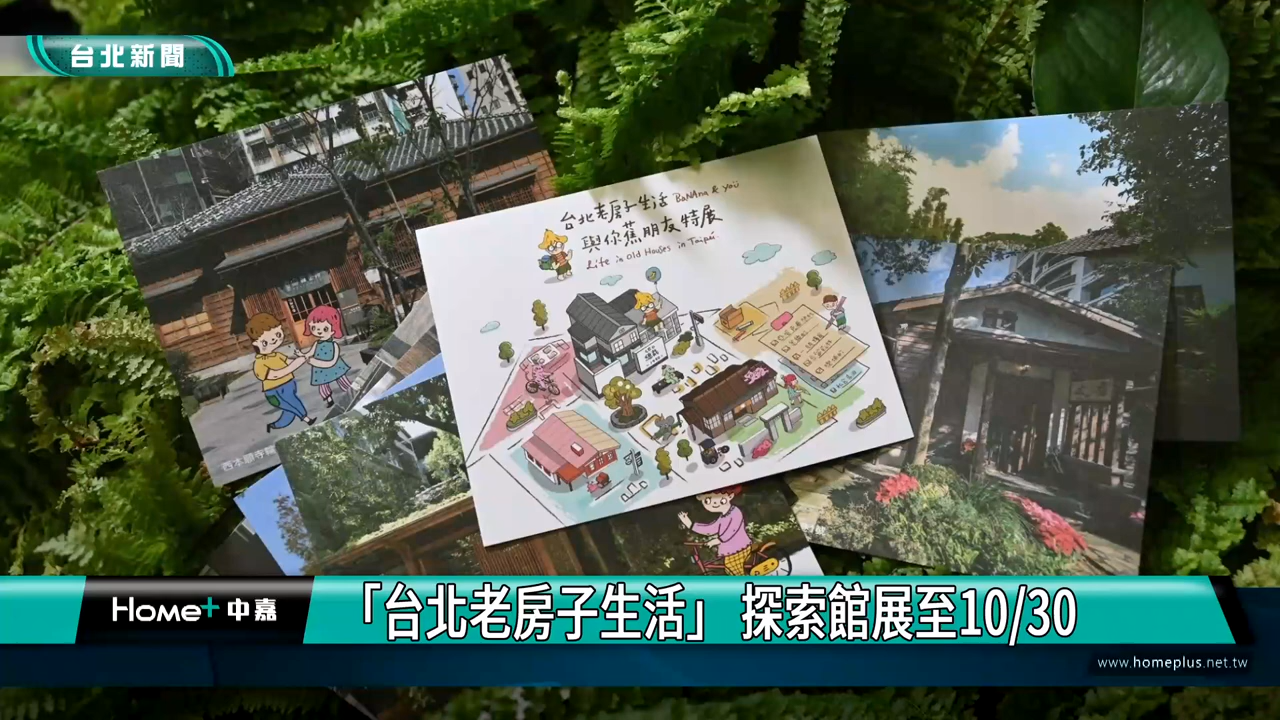 台北新聞
台北老房子生活 BaNAna & you
與你蕉朋友特展
Life in Old Houses in Taipei
西本願寺
Home+ 中嘉
「台北老房子生活」 探索館展至10/30
www.homeplus.net.tw